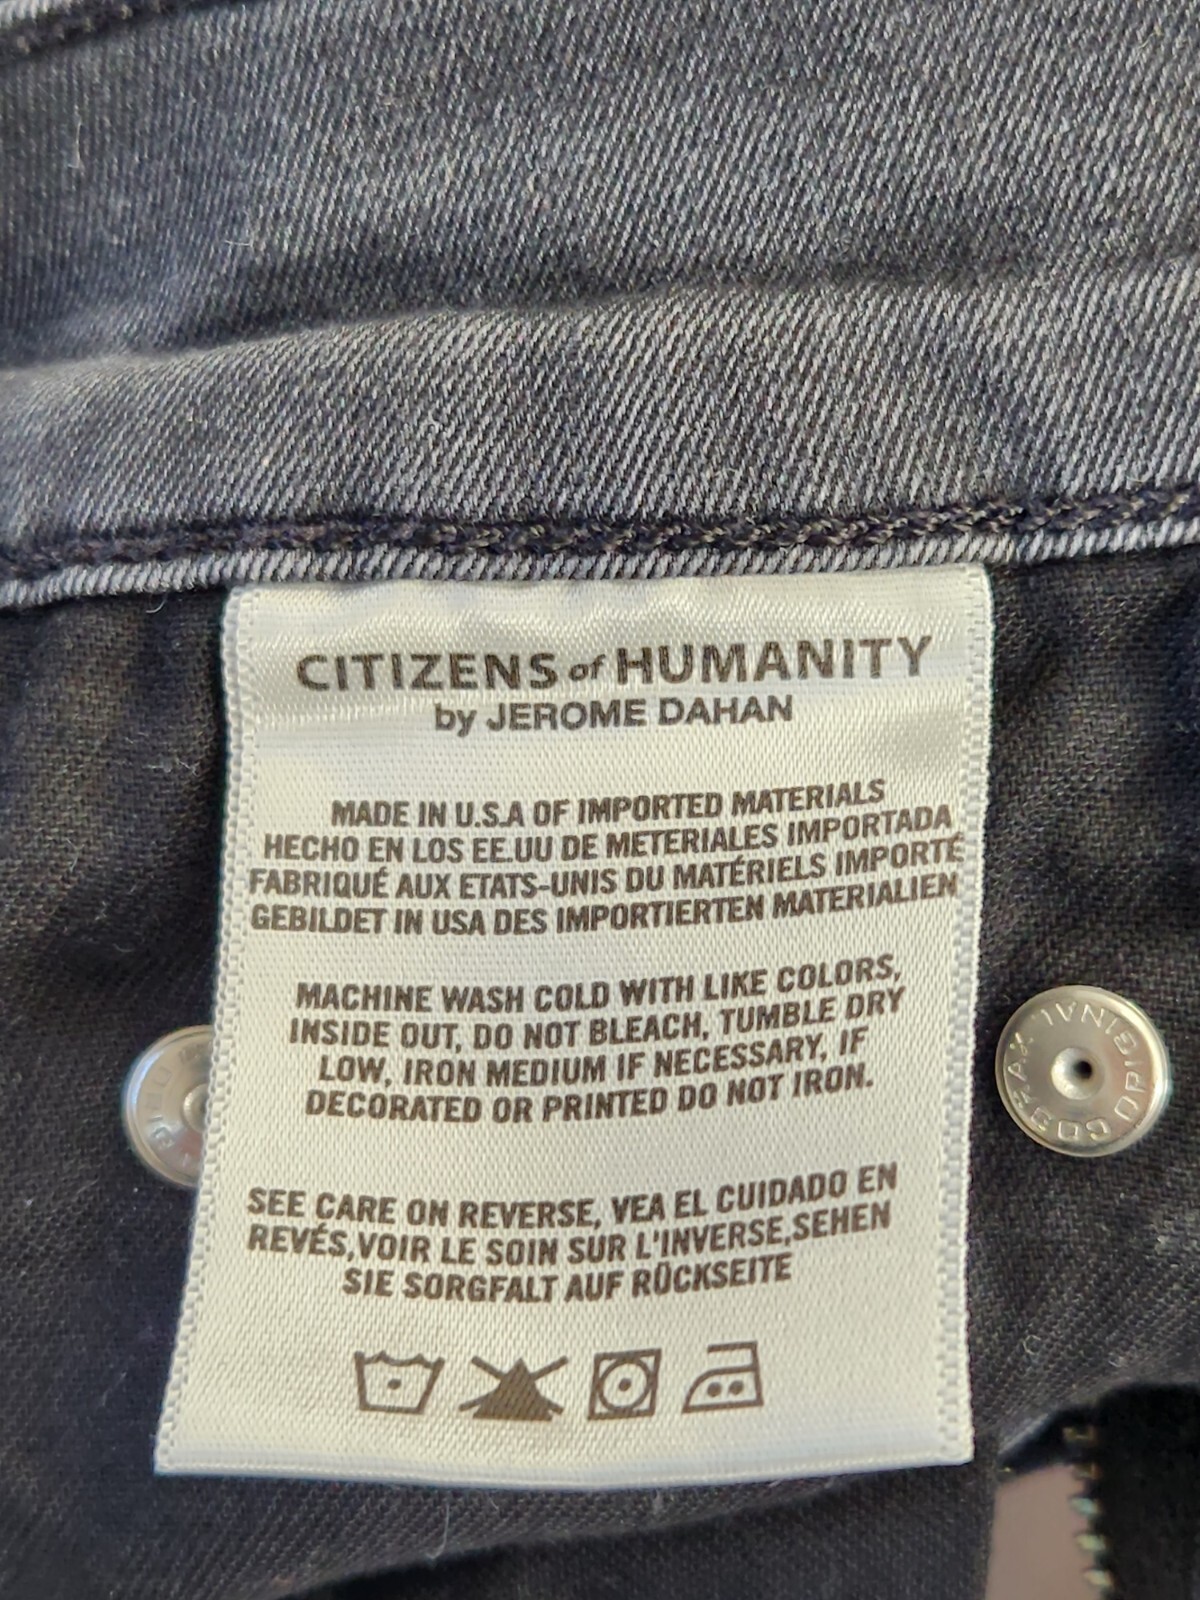 CITIZENS of HUMANITY
by JEROME DAHAN
MADE IN U.S.A OF IMPORTED MATERIALS
HECHO EN LOS EE.UU DE METERIALES IMPORTADA
FABRIQUÉ AUX ETATS-UNIS DU MATÉRIELS IMPORTÉ
GEBILDET IN USA DES IMPORTIERTEN MATERIALIEN
MACHINE WASH COLD WITH LIKE COLORS,
INSIDE OUT, DO NOT BLEACH, TUMBLE DRY
LOW, IRON MEDIUM IF NECESSARY, IF
DECORATED OR PRINTED DO NOT IRON.
SEE CARE ON REVERSE, VEA EL CUIDADO EN
REVÉS,VOIR LE SOIN SUR L'INVERSE,SEHEN
SIE SORGFALT AUF RÜCKSEITE
ORIGINAL